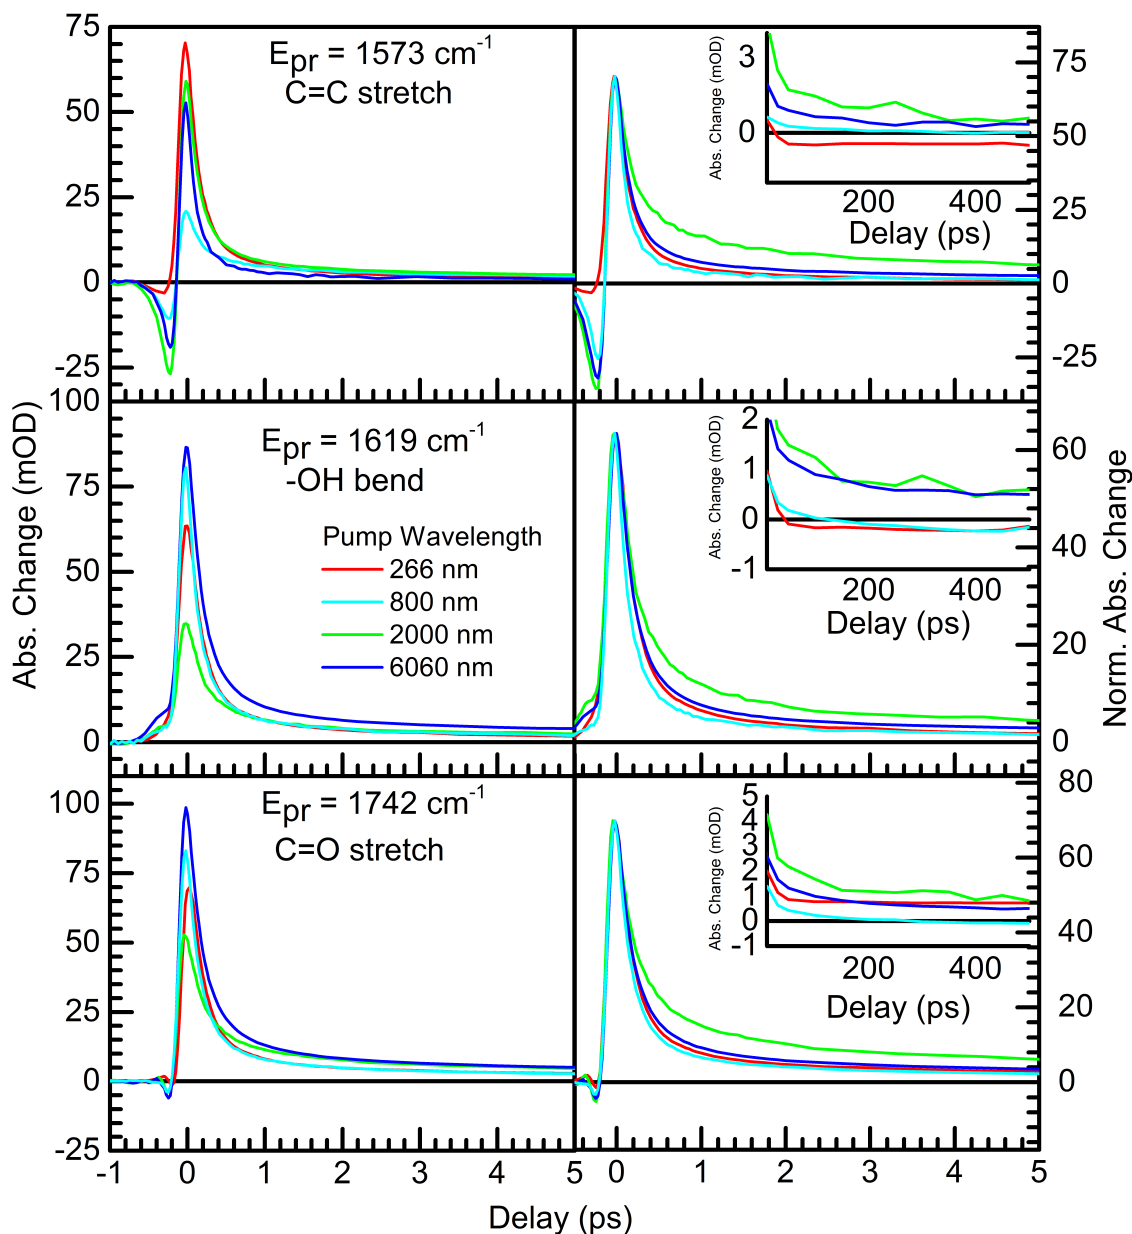 75
50
25
0
-25
E_pr = 1573 cm^-1
C=C stretch
Abs. Change (mOD)
3
0
200 400
Delay (ps)
75
50
25
0
-25
-1 0 1 2 3 4 5
0 1 2 3 4 5
100
75
50
25
0
E_pr = 1619 cm^-1
-OH bend
Pump Wavelength
266 nm
800 nm
2000 nm
6060 nm
Abs. Change (mOD)
2
1
0
-1
200 400
Delay (ps)
60
40
20
0
Abs. Change (mOD)
Norm. Abs. Change
100
75
50
25
0
-25
E_pr = 1742 cm^-1
C=O stretch
Abs. Change (mOD)
5
4
3
2
1
0
-1
200 400
Delay (ps)
80
60
40
20
0
Delay (ps)